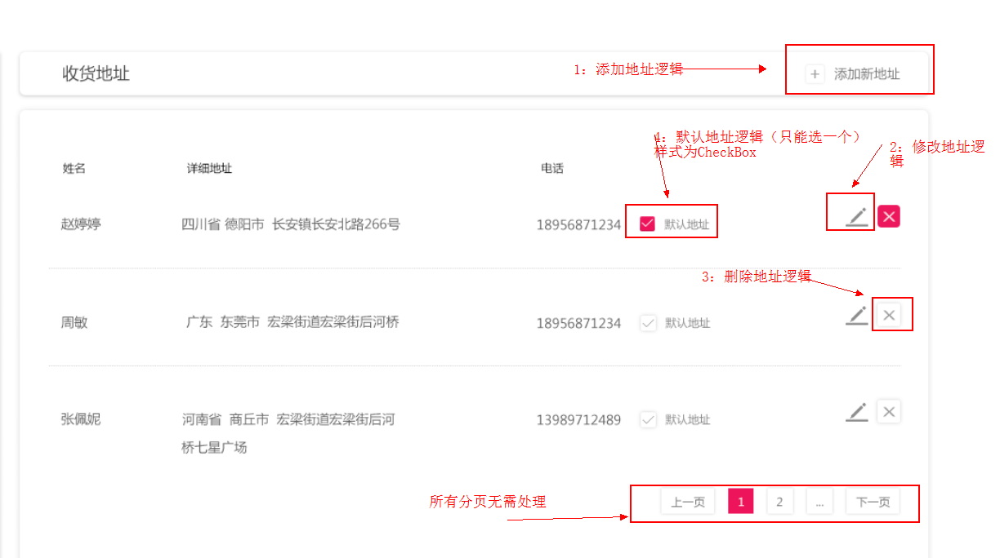 收货地址
1: 添加地址逻辑
+ 添加新地址
4: 默认地址逻辑（只能选一个）
样式为CheckBox
2: 修改地址逻
辑
姓名 详细地址 电话
赵婷婷 四川省 德阳市 长安镇长安北路266号 18956871234 默认地址
3: 删除地址逻辑
周敏 广东 东莞市 宏梁街道宏梁街后河桥 18956871234 默认地址
张佩妮 河南省 商丘市 宏梁街道宏梁街后河 13989712489 默认地址
桥七星广场
所有分页无需处理
上一页 1 2 ... 下一页